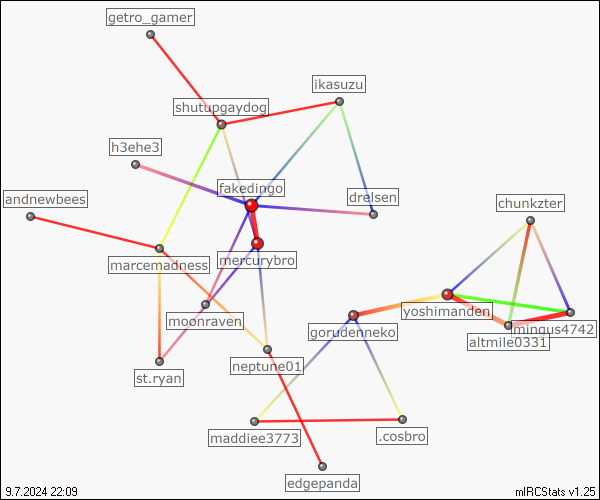 getro_gamer
ikasuzu
shutupgaydog
h3ehe3
fakedingo
andnewbees
drelsen
chunkzter
mercurybro
marcemadness
yoshimanden
moonraven
gorudenneko
mingus4742
altmile0331
neptune01
st.ryan
maddiee3773
.cosbro
edgepanda
9.7.2024 22:09
mIRCStats v1.25